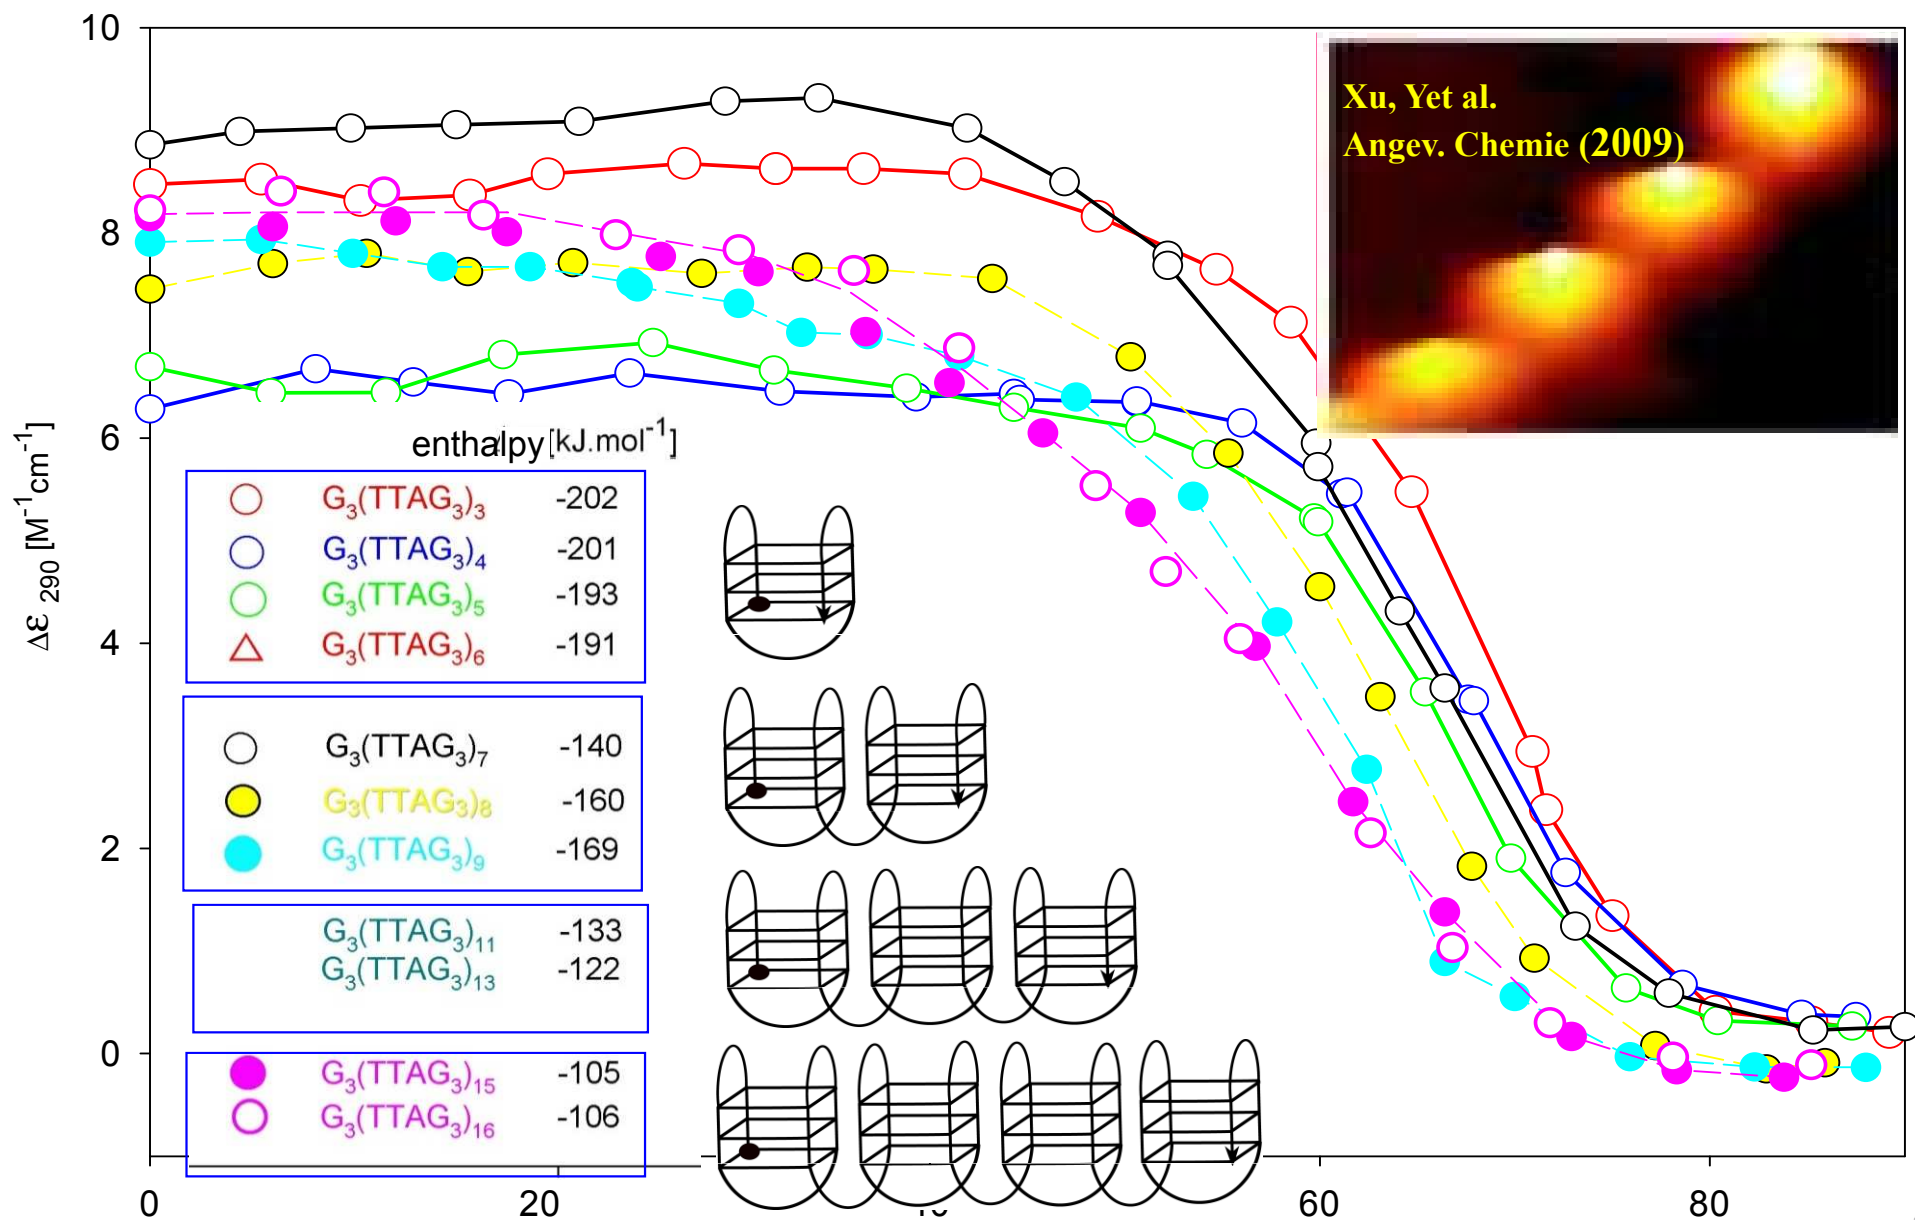 10
8
6
4
2
0
Δε 290 [M-1cm-1]
Xu, Yet al.
Angev. Chemie (2009)
enthalpy [kJ.mol-1]
G3(TTAG3)3 -202
G3(TTAG3)4 -201
G3(TTAG3)5 -193
G3(TTAG3)6 -191
G3(TTAG3)7 -140
G3(TTAG3)8 -160
G3(TTAG3)9 -169
G3(TTAG3)11 -133
G3(TTAG3)13 -122
G3(TTAG3)15 -105
G3(TTAG3)16 -106
0 20 60 80